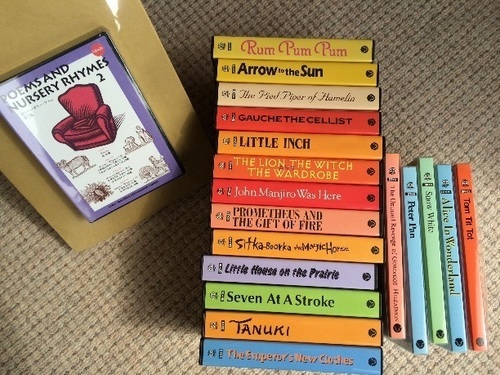 POEMS AND
NURSERY RHYMES
2
Rum Pum Pum
Arrow to the Sun
The Pied Piper of Hamelin
GAUCHE THE CELLIST
LITTLE INCH
THE LION, THE WITCH
THE WARDROBE
John Manjiro Was Here
PROMETHEUS AND
THE GIFT OF FIRE
Sitka-Bourka the Magic Horse
Little House on the Prairie
Seven At A Stroke
TANUKI
The Emperor's New Clothes
Peter Pan
Snow White
Alice In Wonderland
Tom Tit Tot